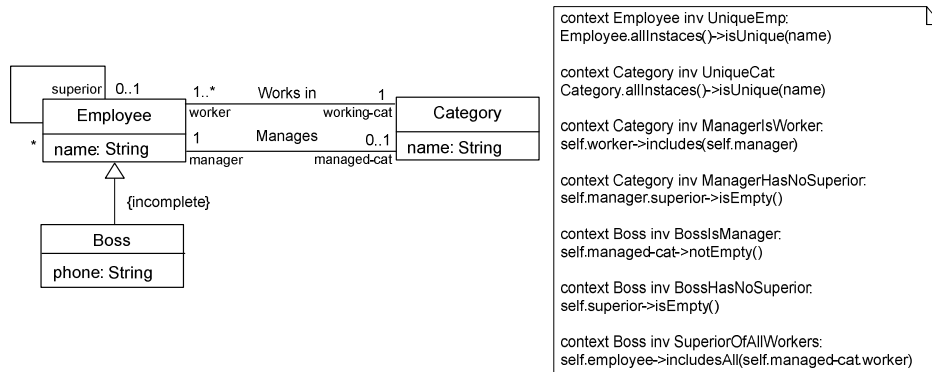 superior 0..1
Employee
*
name: String
1..* Works in 1
worker working-cat
1 Manages 0..1
manager managed-cat
Category
name: String
{incomplete}
Boss
phone: String
context Employee inv UniqueEmp:
Employee.allInstaces()->isUnique(name)
context Category inv UniqueCat:
Category.allInstaces()->isUnique(name)
context Category inv ManagerIsWorker:
self.worker->includes(self.manager)
context Category inv ManagerHasNoSuperior:
self.manager.superior->isEmpty()
context Boss inv BossIsManager:
self.managed-cat->notEmpty()
context Boss inv BossHasNoSuperior:
self.superior->isEmpty()
context Boss inv SuperiorOfAllWorkers:
self.employee->includesAll(self.managed-cat.worker)